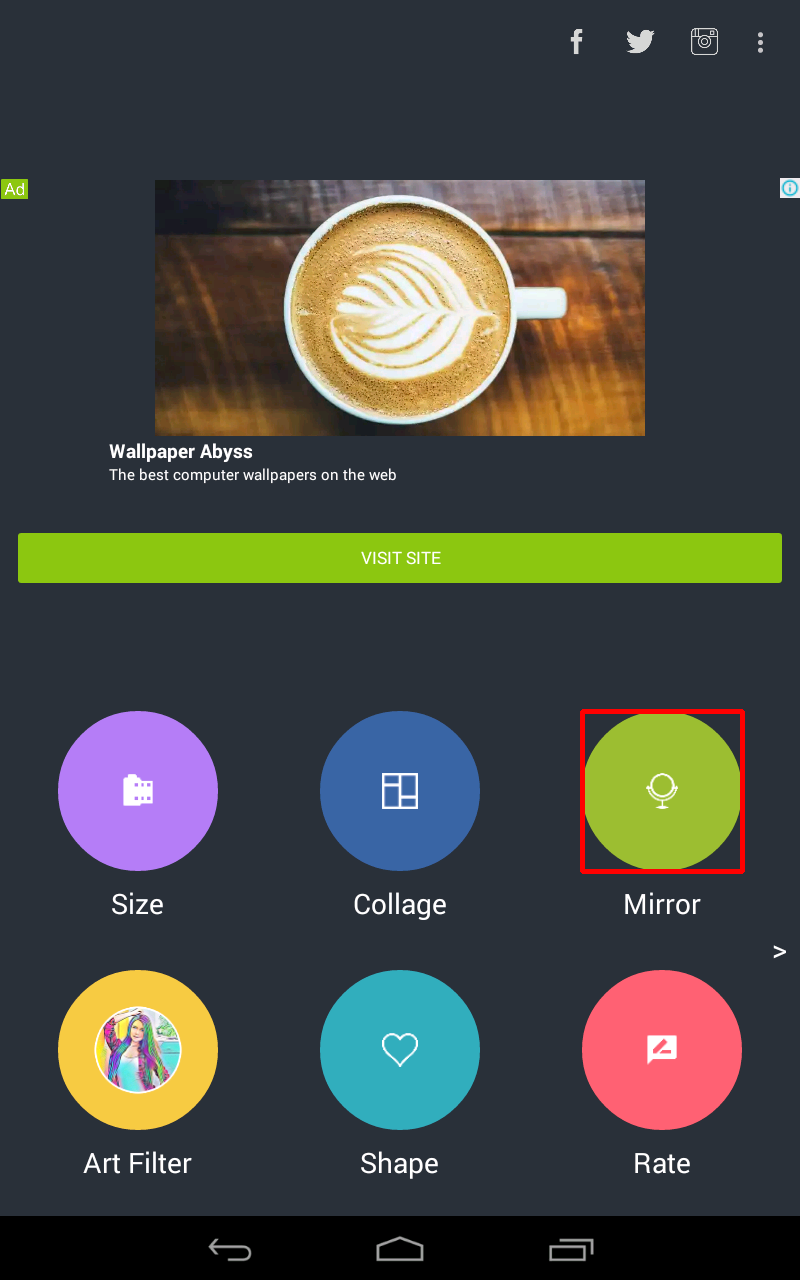 Ad
Wallpaper Abyss
The best computer wallpapers on the web
VISIT SITE
Size
Collage
Mirror
>
Art Filter
Shape
Rate